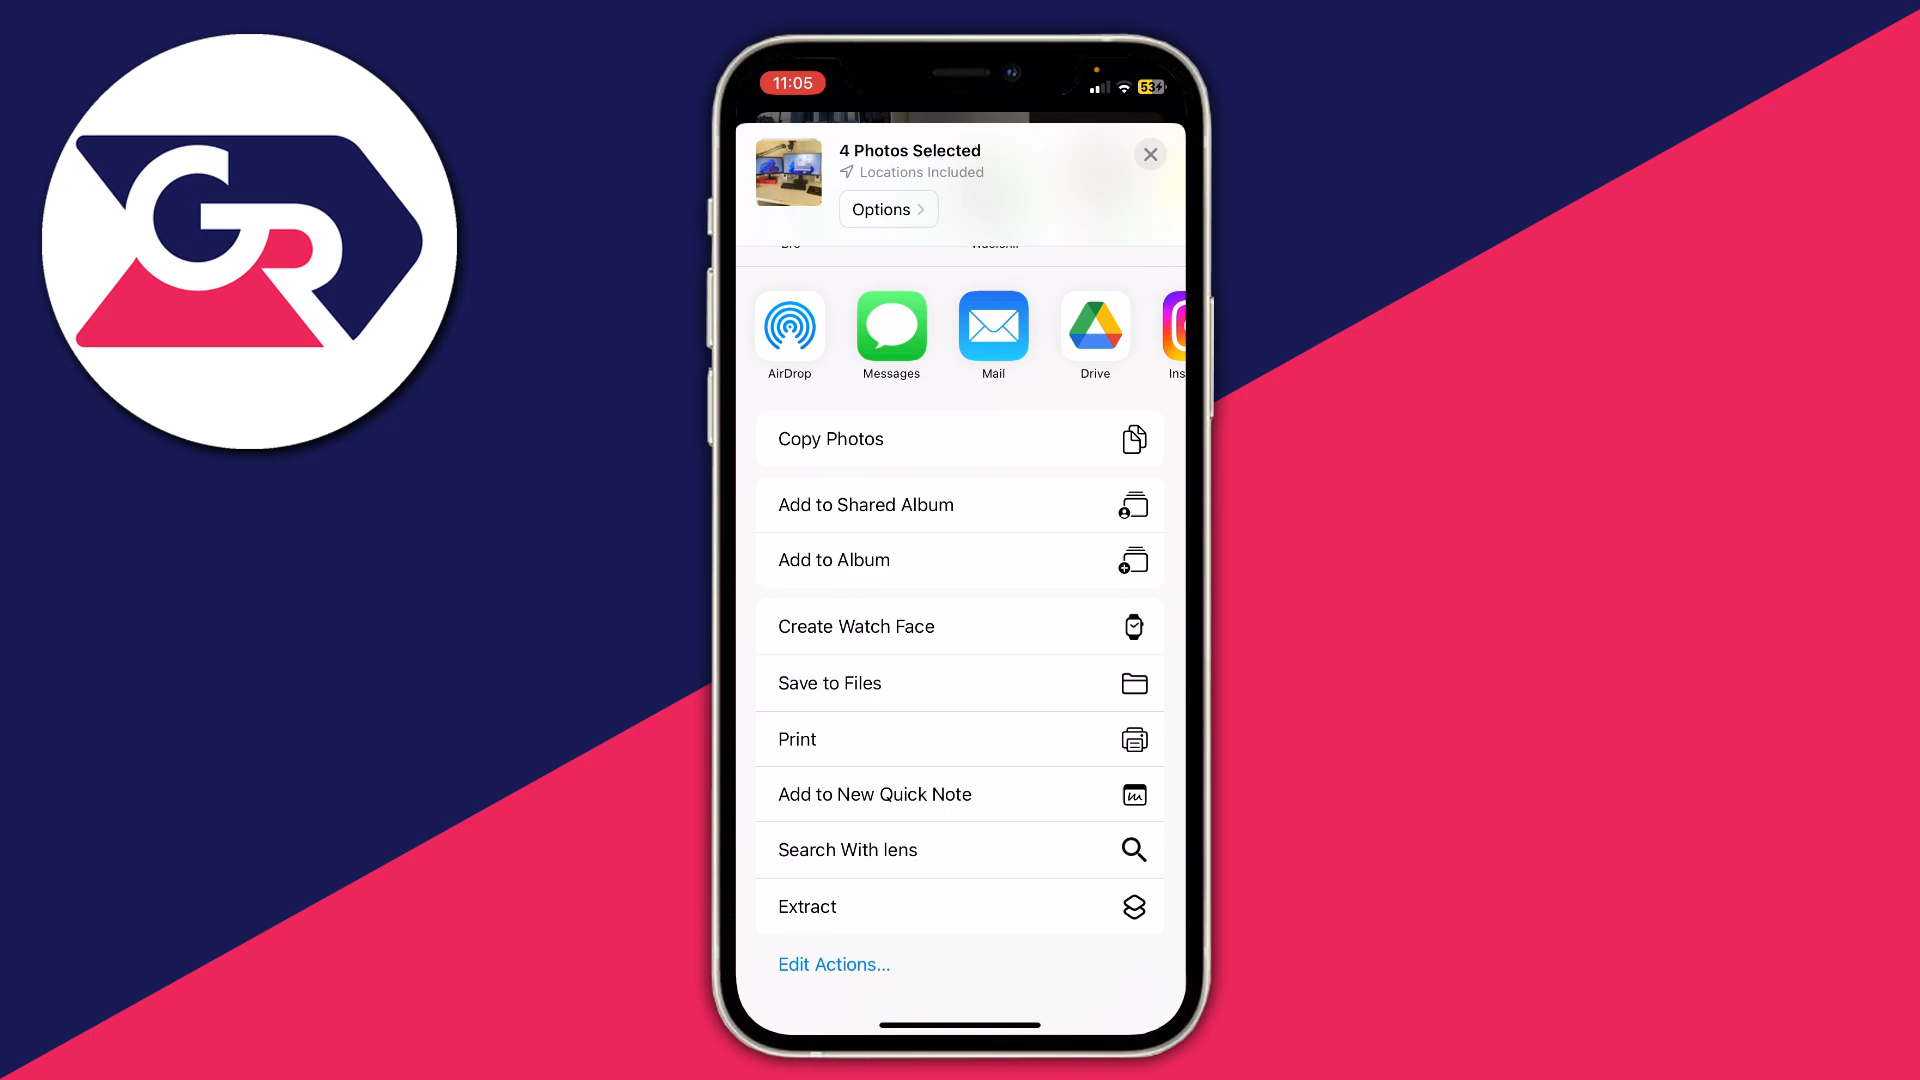 GR
11:05
53
4 Photos Selected
Locations Included
Options
AirDrop
Messages
Mail
Drive
Ins
Copy Photos
Add to Shared Album
Add to Album
Create Watch Face
Save to Files
Print
Add to New Quick Note
Search With lens
Extract
Edit Actions...